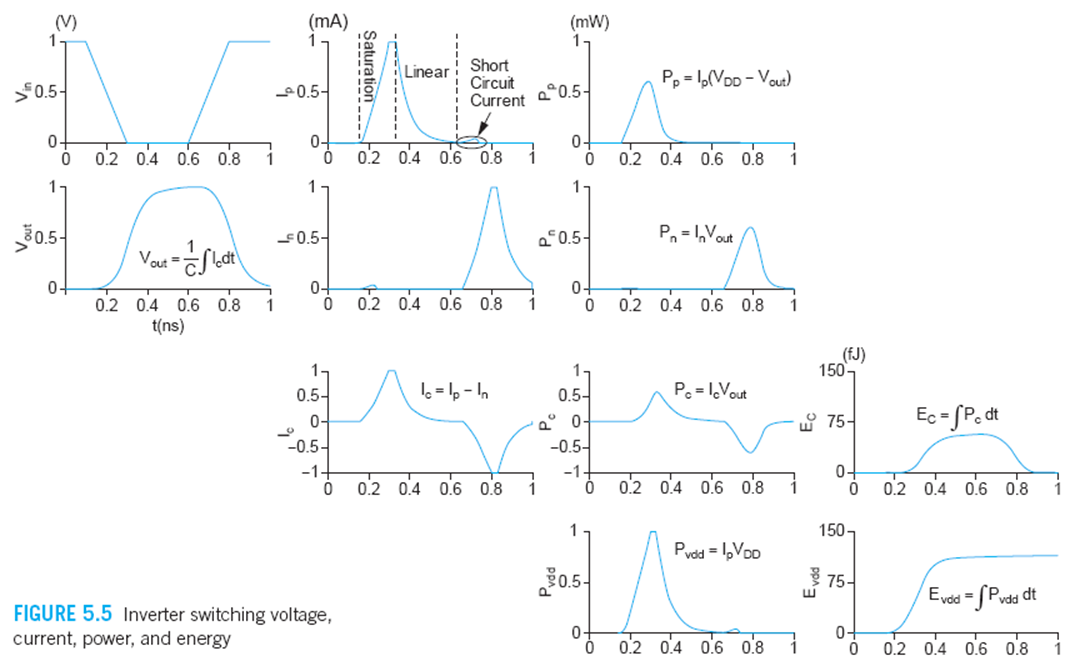 (V)
1
0.5
0
V_in
0 0.2 0.4 0.6 0.8 1
(mA)
1
0.5
0
I_p
Saturation
Linear
Short
Circuit
Current
0 0.2 0.4 0.6 0.8 1
(mW)
1
0.5
0
P_p
P_p = I_p(V_DD – V_out)
0 0.2 0.4 0.6 0.8 1
1
0.5
0
V_out
V_out = 1/C ∫I_c dt
0.2 0.4 0.6 0.8 1
t(ns)
1
0.5
0
I_n
0 0.2 0.4 0.6 0.8 1
1
0.5
0
P_n
P_n = I_nV_out
0 0.2 0.4 0.6 0.8 1
1
0.5
0
–0.5
–1
I_c
I_c = I_p – I_n
0 0.2 0.4 0.6 0.8 1
1
0.5
0
–0.5
–1
P_c
P_c = I_cV_out
0 0.2 0.4 0.6 0.8 1
(fJ)
150
75
0
E_C
E_C = ∫P_c dt
0 0.2 0.4 0.6 0.8 1
1
0.5
0
P_vdd
P_vdd = I_pV_DD
0 0.2 0.4 0.6 0.8 1
150
75
0
E_vdd
E_vdd = ∫P_vdd dt
0 0.2 0.4 0.6 0.8 1
FIGURE 5.5 Inverter switching voltage,
current, power, and energy